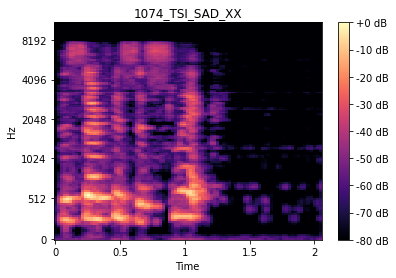 1074_TSI_SAD_XX
8192
4096
2048
1024
512
0
Hz
0
0.5
1
1.5
2
Time
+0 dB
-10 dB
-20 dB
-30 dB
-40 dB
-50 dB
-60 dB
-70 dB
-80 dB